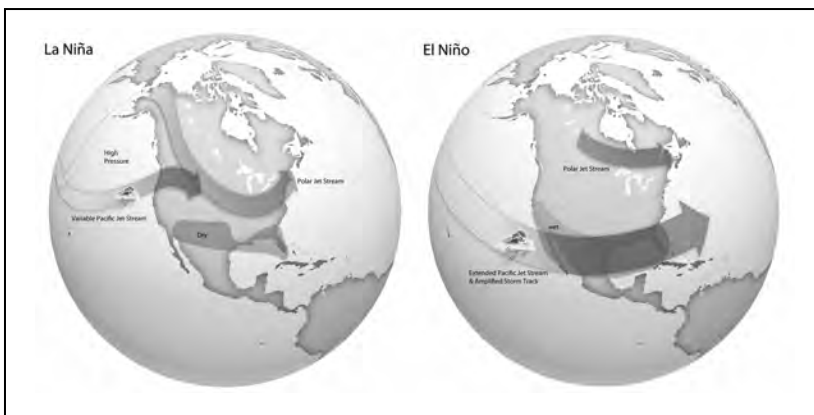 La Niña
High
Pressure
Polar Jet Stream
Variable Pacific Jet Stream
Dry
El Niño
Polar Jet Stream
wet
Extended Pacific Jet Stream
& Amplified Storm Track